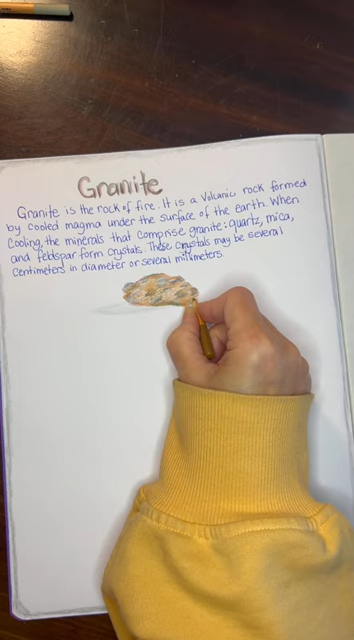 Granite
Granite is the rock of fire. It is a Volcanic rock formed
by cooled magma under the surface of the earth. When
Cooling, the minerals that comprise granite: quartz, mica,
and feldspar form crystals. These crystals may be several
centimeters in diameter or several millimeters.